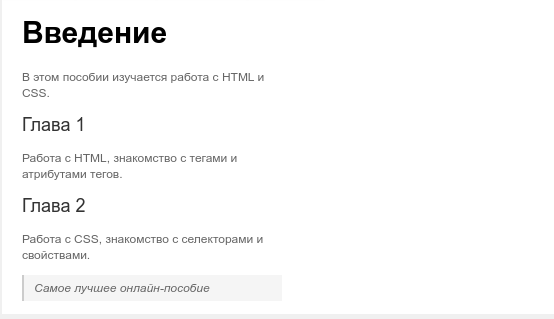 Введение
В этом пособии изучается работа с HTML и
CSS.
Глава 1
Работа с HTML, знакомство с тегами и
атрибутами тегов.
Глава 2
Работа с CSS, знакомство с селекторами и
свойствами.
Самое лучшее онлайн-пособие